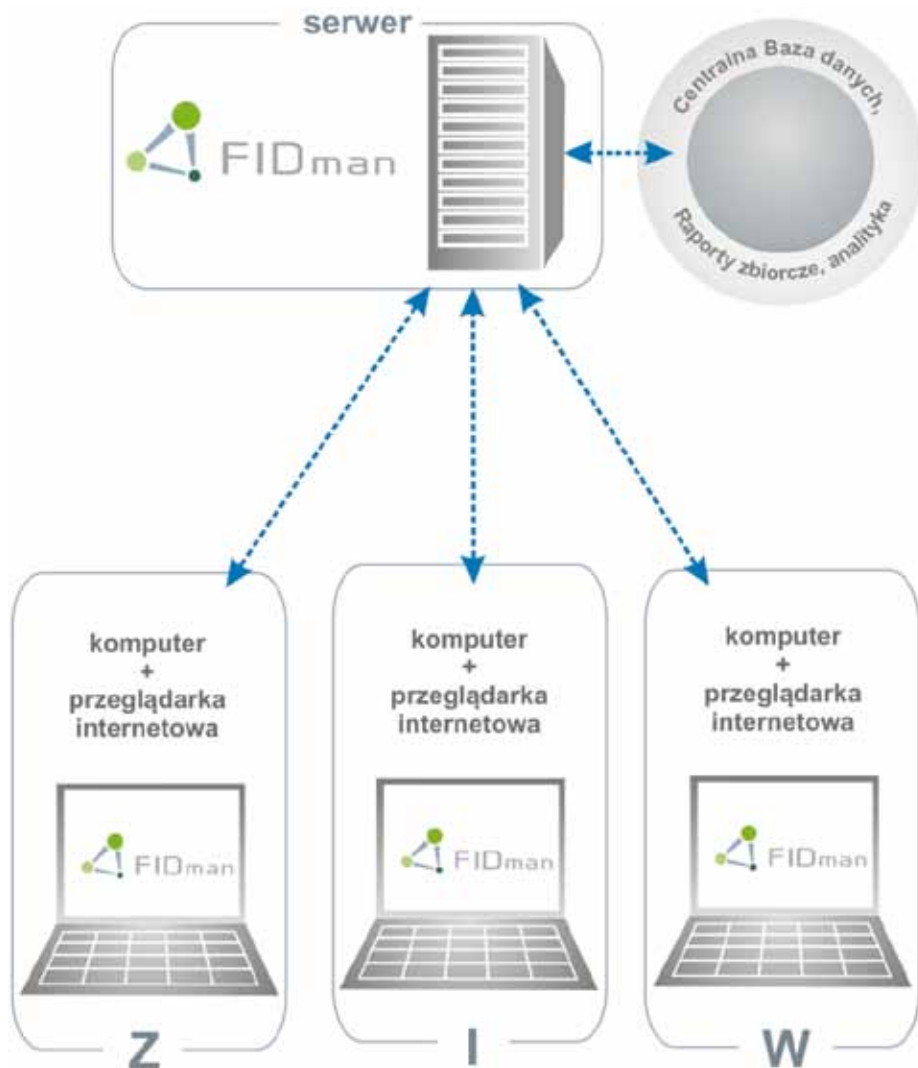 serwer
FIDman
Centralna Baza danych,
Raporty zbiorcze, analityka
komputer
+
przeglądarka
internetowa
FIDman
Z
komputer
+
przeglądarka
internetowa
FIDman
I
komputer
+
przeglądarka
internetowa
FIDman
W